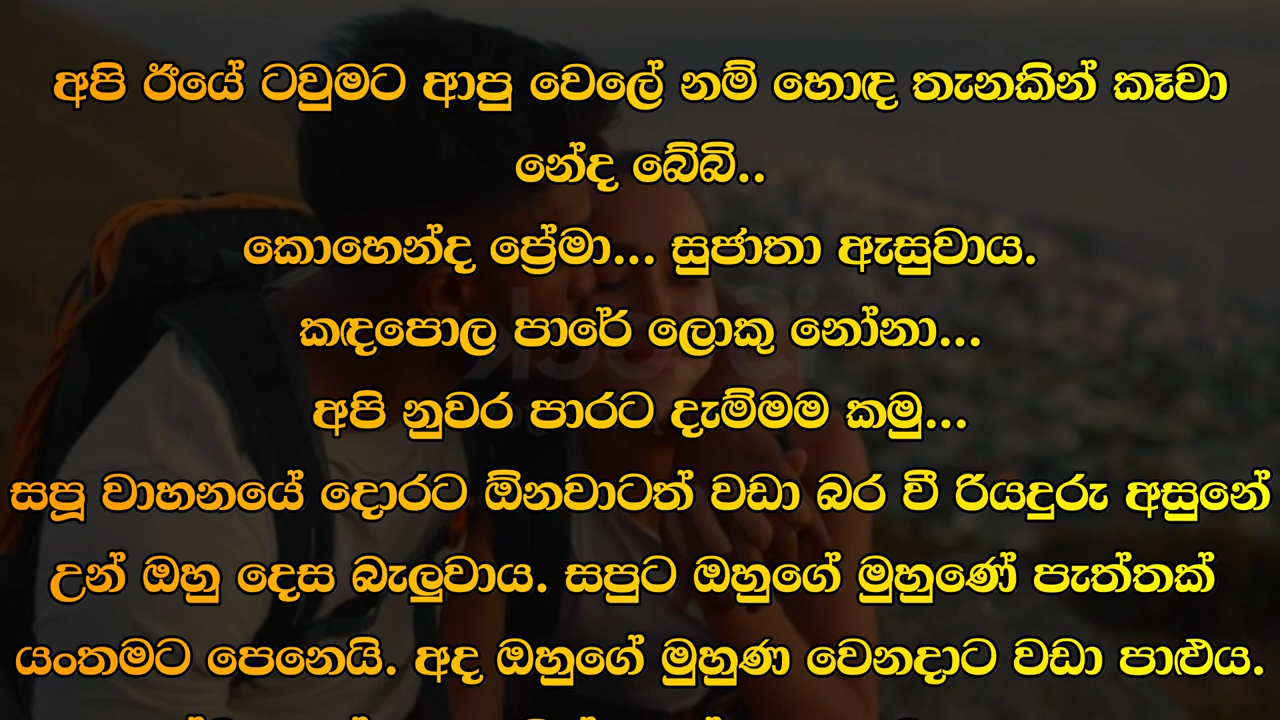 අපි ඊයේ ටවුමට ආපු වෙලේ නම් හොඳ තැනකින් කෑවා
නේද බේබි..
කොහෙන්ද ප්‍රේමා... සුජාතා ඇසුවාය.
කඳපොල පාරේ ලොකු නෝනා...
අපි නුවර පාරට දැම්මම කමු...
සපූ වාහනයේ දොරට ඕනවාටත් වඩා බර වී රියදුරු අසුනේ
උන් ඔහු දෙස බැලුවාය. සපුට ඔහුගේ මුහුණේ පැත්තක්
යංතමට පෙනෙයි. අද ඔහුගේ මුහුණ වෙනදාට වඩා පාළුය.